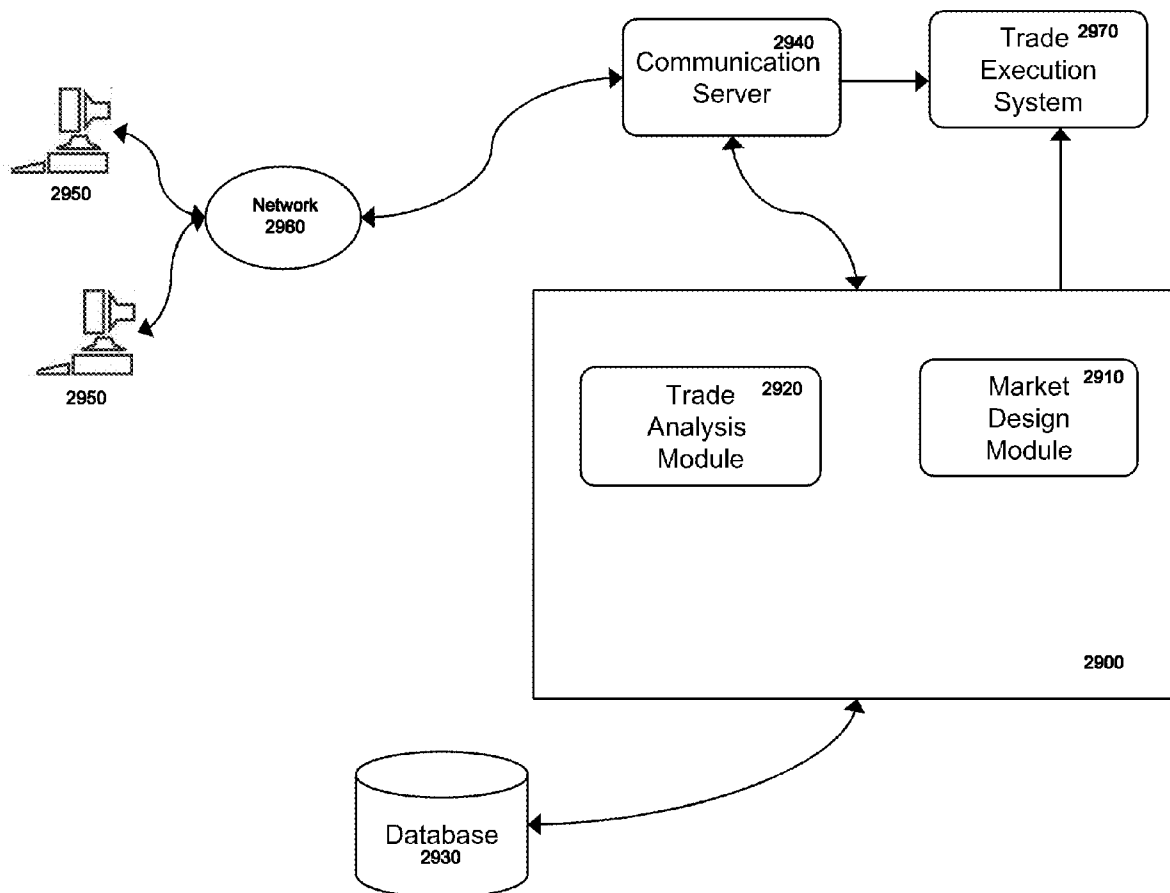 2940
Communication
Server
Trade 2970
Execution
System
2950
Network
2960
2950
Trade 2920
Analysis
Module
Market 2910
Design
Module
2900
Database
2930